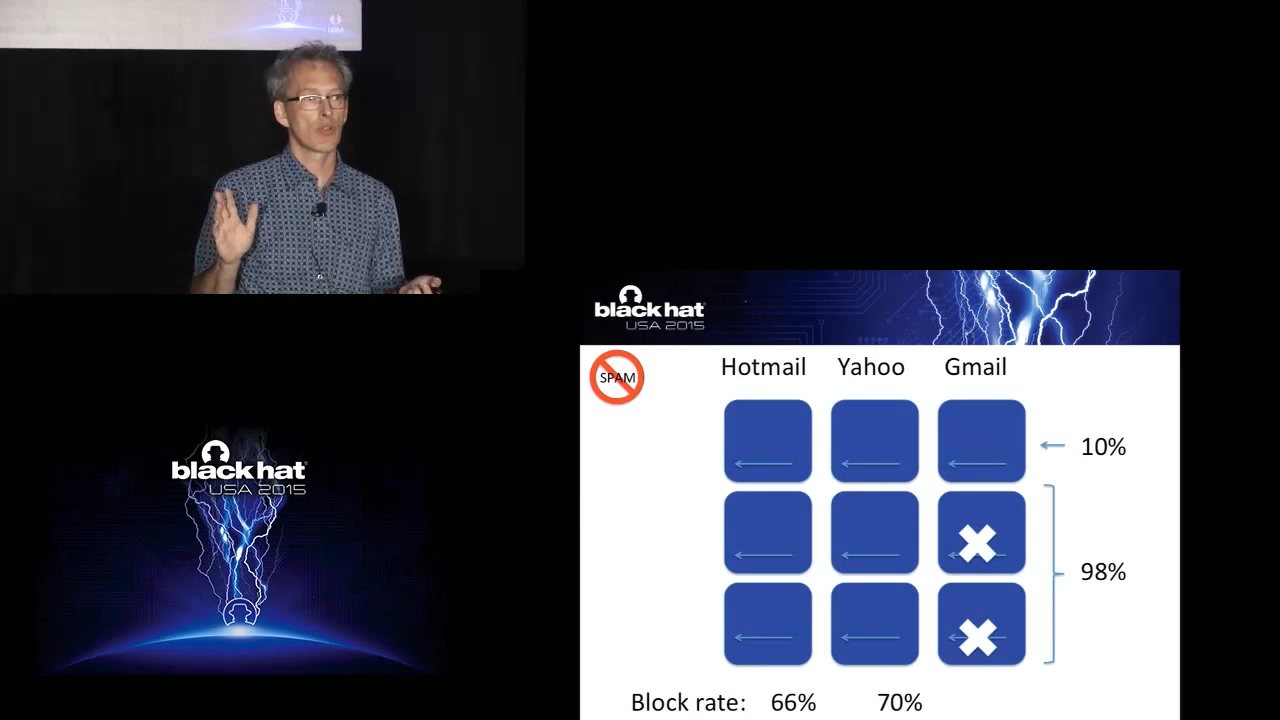 black hat
USA 2015
SPAM
Hotmail Yahoo Gmail
10%
98%
Block rate: 66% 70%
black hat
USA 2015